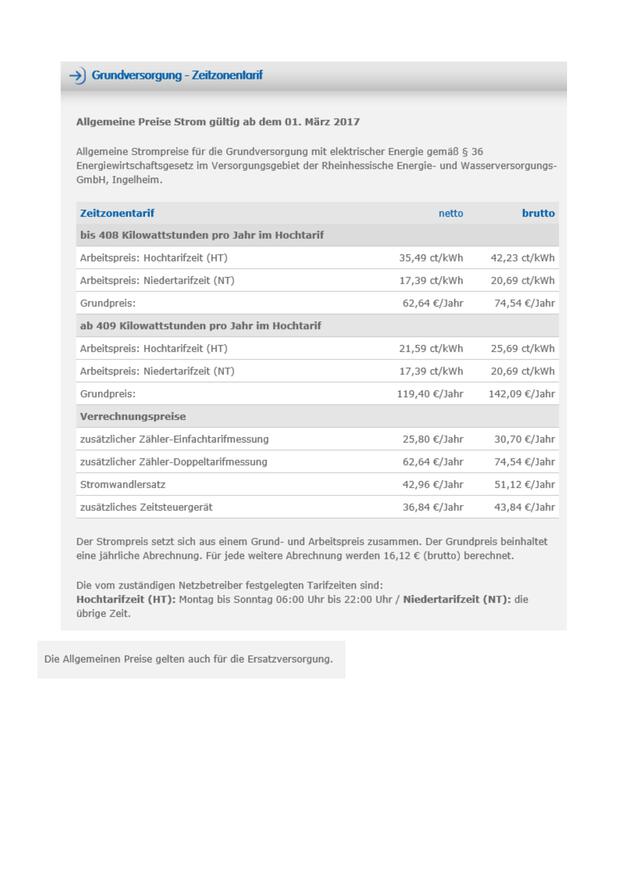 Grundversorgung - Zeitzonentarif
Allgemeine Preise Strom gültig ab dem 01. März 2017
Allgemeine Strompreise für die Grundversorgung mit elektrischer Energie gemäß § 36
Energiewirtschaftsgesetz im Versorgungsgebiet der Rheinhessische Energie- und Wasserversorgungs-
GmbH, Ingelheim.
Zeitzonentarif netto brutto
bis 408 Kilowattstunden pro Jahr im Hochtarif
Arbeitspreis: Hochtarifzeit (HT) 35,49 ct/kWh 42,23 ct/kWh
Arbeitspreis: Niedertarifzeit (NT) 17,39 ct/kWh 20,69 ct/kWh
Grundpreis: 62,64 €/Jahr 74,54 €/Jahr
ab 409 Kilowattstunden pro Jahr im Hochtarif
Arbeitspreis: Hochtarifzeit (HT) 21,59 ct/kWh 25,69 ct/kWh
Arbeitspreis: Niedertarifzeit (NT) 17,39 ct/kWh 20,69 ct/kWh
Grundpreis: 119,40 €/Jahr 142,09 €/Jahr
Verrechnungspreise
zusätzlicher Zähler-Einfachtarifmessung 25,80 €/Jahr 30,70 €/Jahr
zusätzlicher Zähler-Doppeltarifmessung 62,64 €/Jahr 74,54 €/Jahr
Stromwandlersatz 42,96 €/Jahr 51,12 €/Jahr
zusätzliches Zeitsteuergerät 36,84 €/Jahr 43,84 €/Jahr
Der Strompreis setzt sich aus einem Grund- und Arbeitspreis zusammen. Der Grundpreis beinhaltet
eine jährliche Abrechnung. Für jede weitere Abrechnung werden 16,12 € (brutto) berechnet.
Die vom zuständigen Netzbetreiber festgelegten Tarifzeiten sind:
Hochtarifzeit (HT): Montag bis Sonntag 06:00 Uhr bis 22:00 Uhr / Niedertarifzeit (NT): die
übrige Zeit.
Die Allgemeinen Preise gelten auch für die Ersatzversorgung.